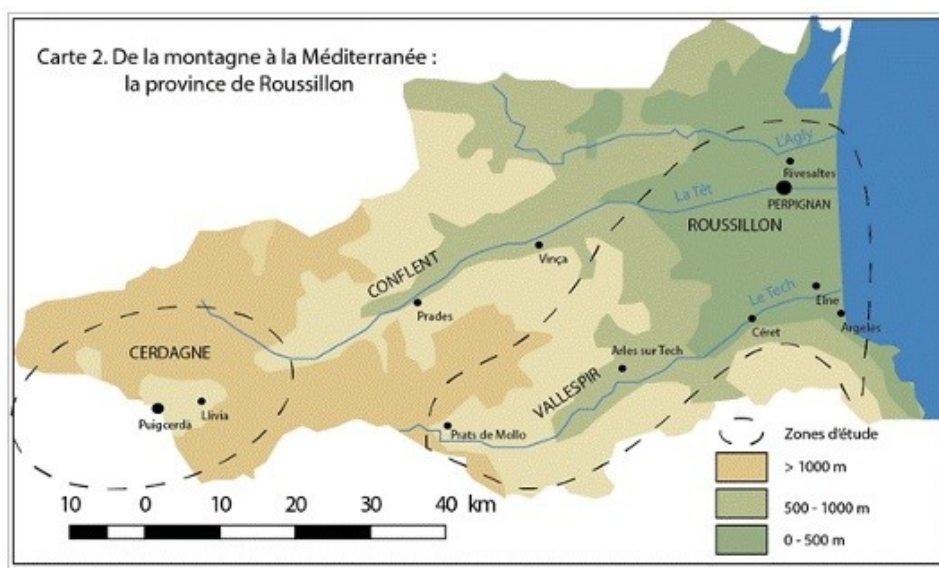 Carte 2. De la montagne à la Méditerranée :
la province de Roussillon
L'Agly
Rivesaltes
La Têt
PERPIGNAN
ROUSSILLON
CONFLENT
Vinça
Le Tech
Elne
Prades
Céret
Argelès
CERDAGNE
Arles sur Tech
VALLESPIR
Llívia
Puigcerdà
Prats de Mollo
Zones d'étude
> 1000 m
500 - 1000 m
0 - 500 m
10 0 10 20 30 40 km